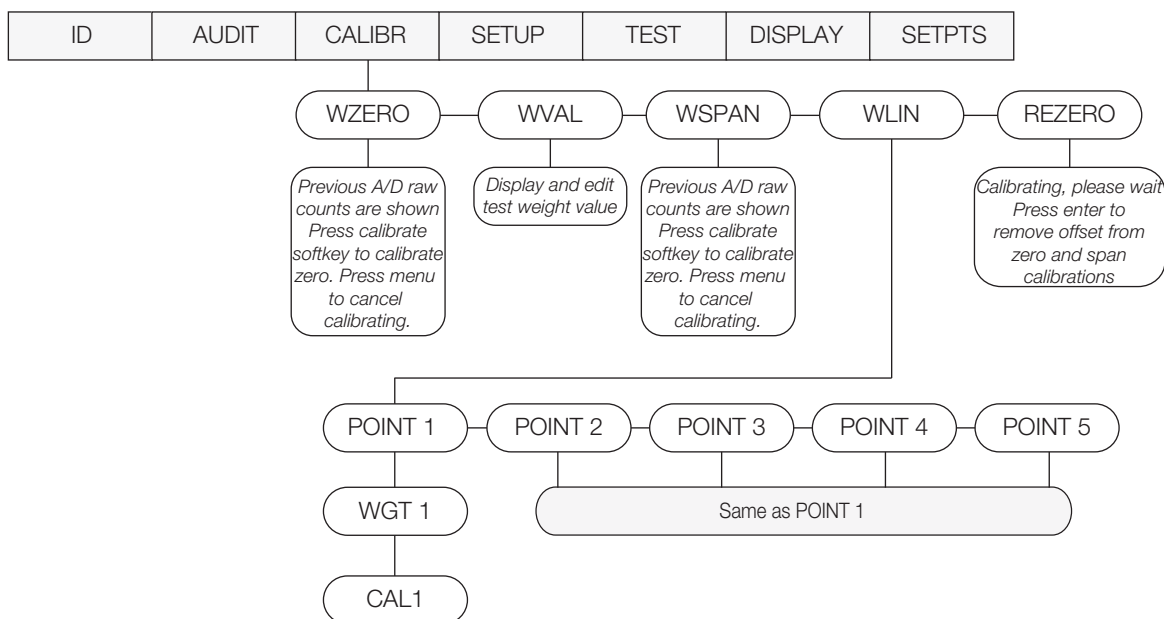 ID AUDIT CALIBR SETUP TEST DISPLAY SETPTS
WZERO WVAL WSPAN WLIN REZERO
Previous A/D raw
counts are shown
Press calibrate
softkey to calibrate
zero. Press menu
to cancel
calibrating.
Display and edit
test weight value
Previous A/D raw
counts are shown
Press calibrate
softkey to calibrate
zero. Press menu
to cancel
calibrating.
Calibrating, please wait
Press enter to
remove offset from
zero and span
calibrations
POINT 1 POINT 2 POINT 3 POINT 4 POINT 5
WGT 1
Same as POINT 1
CAL1